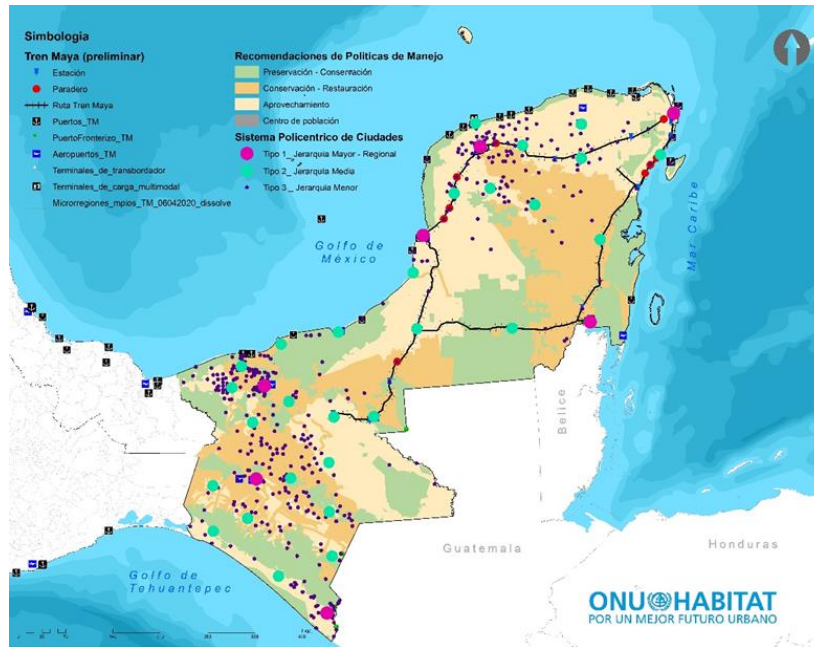 Simbologia
Tren Maya (preliminar)
Estación
Paradero
Ruta Tren Maya
Puertos_TM
PuertoFronterizo_TM
Aeropuertos_TM
Terminales_de_transbordador
Terminales_de_carga_multimodal
Microrregiones_mpios_TM_06042020_dissolve
Recomendaciones de Políticas de Manejo
Preservación - Conservación
Conservación - Restauración
Aprovechamiento
Centro de población
Sistema Policentrico de Ciudades
Tipo 1_ Jerarquia Mayor - Regional
Tipo 2_ Jerarquia Media
Tipo 3_ Jerarquia Menor
Golfo de
México
Mar Caribe
Belice
Guatemala
Honduras
Golfo de
Tehuantepec
ONU HABITAT
POR UN MEJOR FUTURO URBANO